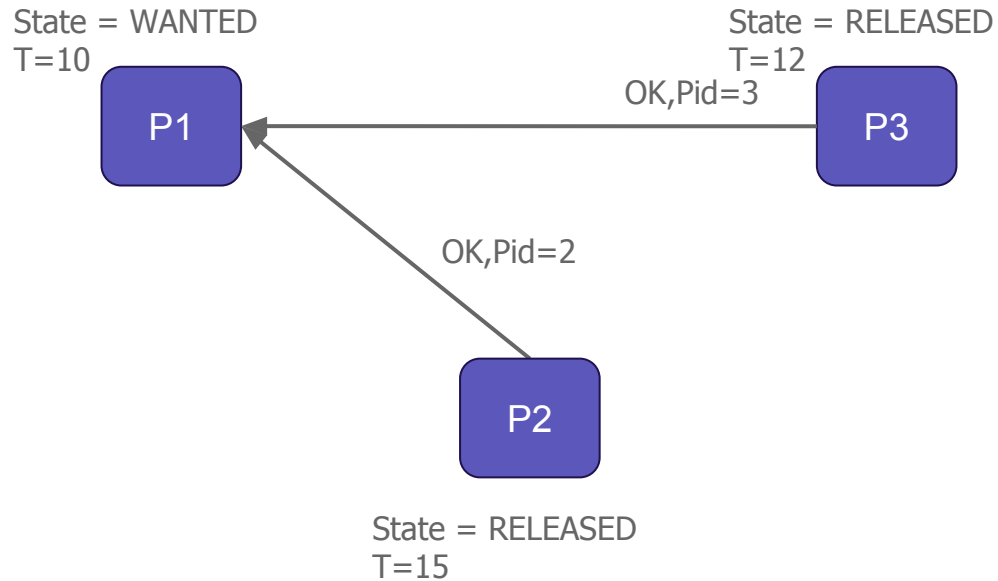 State = WANTED
T=10
State = RELEASED
T=12
OK,Pid=3
P1
P3
OK,Pid=2
P2
State = RELEASED
T=15